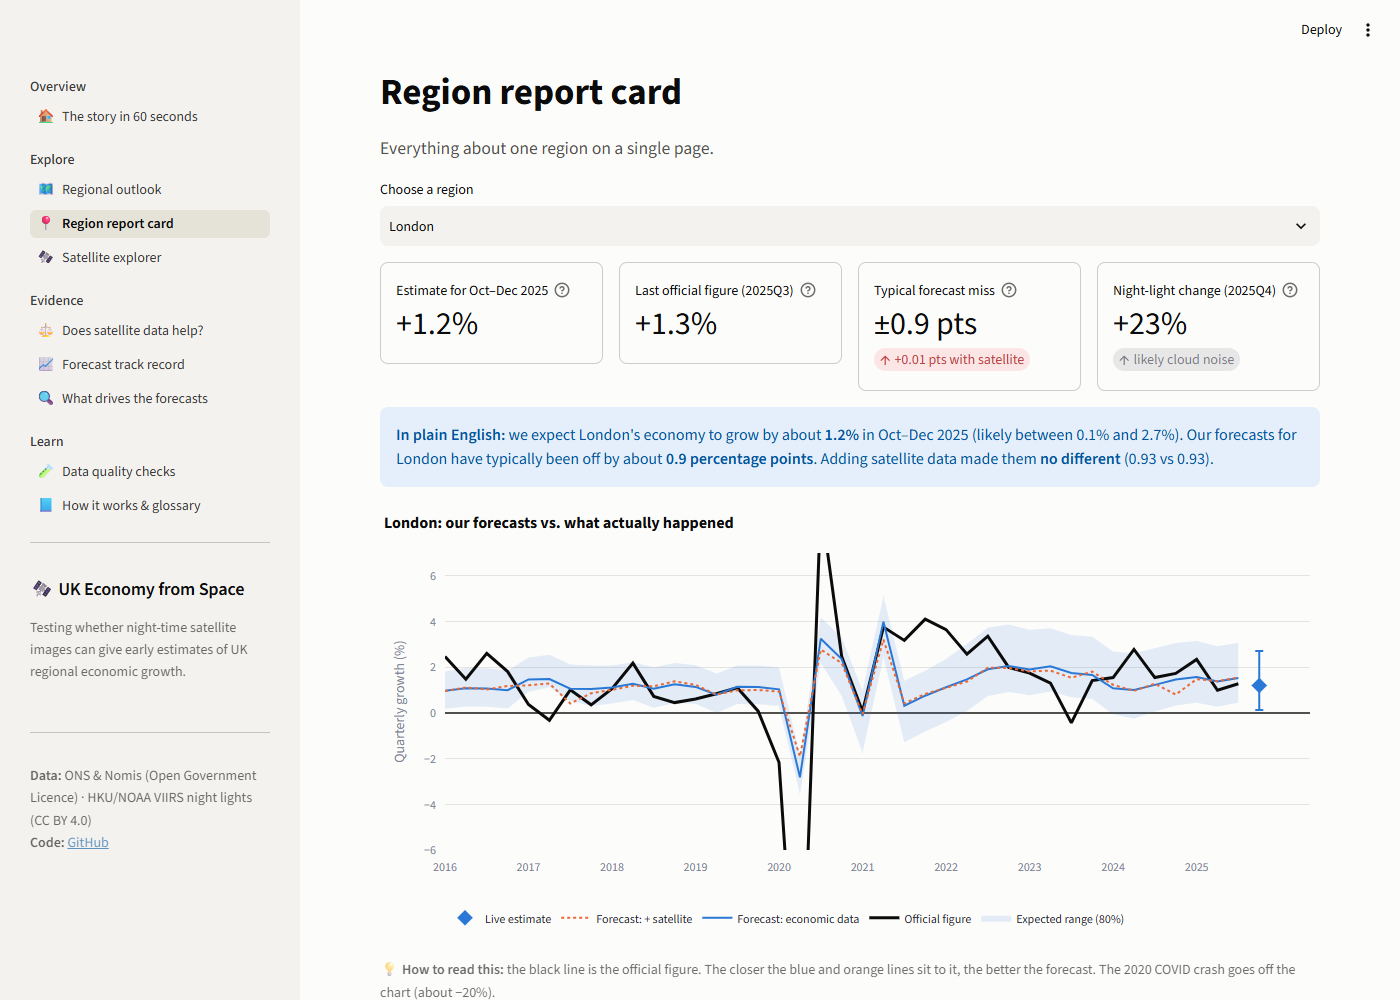 Deploy
Overview
The story in 60 seconds
Explore
Regional outlook
Region report card
Satellite explorer
Evidence
Does satellite data help?
Forecast track record
What drives the forecasts
Learn
Data quality checks
How it works & glossary
UK Economy from Space
Testing whether night-time satellite
images can give early estimates of UK
regional economic growth.
Data: ONS & Nomis (Open Government
Licence) · HKU/NOAA VIIRS night lights
(CC BY 4.0)
Code: GitHub
Region report card
Everything about one region on a single page.
Choose a region
London
Estimate for Oct–Dec 2025
+1.2%
Last official figure (2025Q3)
+1.3%
Typical forecast miss
±0.9 pts
↑ +0.01 pts with satellite
Night-light change (2025Q4)
+23%
↑ likely cloud noise
In plain English: we expect London's economy to grow by about 1.2% in Oct–Dec 2025 (likely between 0.1% and 2.7%). Our forecasts for
London have typically been off by about 0.9 percentage points. Adding satellite data made them no different (0.93 vs 0.93).
London: our forecasts vs. what actually happened
Quarterly growth (%)
6
4
2
0
−2
−4
−6
2016 2017 2018 2019 2020 2021 2022 2023 2024 2025
Live estimate Forecast: + satellite Forecast: economic data Official figure Expected range (80%)
How to read this: the black line is the official figure. The closer the blue and orange lines sit to it, the better the forecast. The 2020 COVID crash goes off the
chart (about −20%).